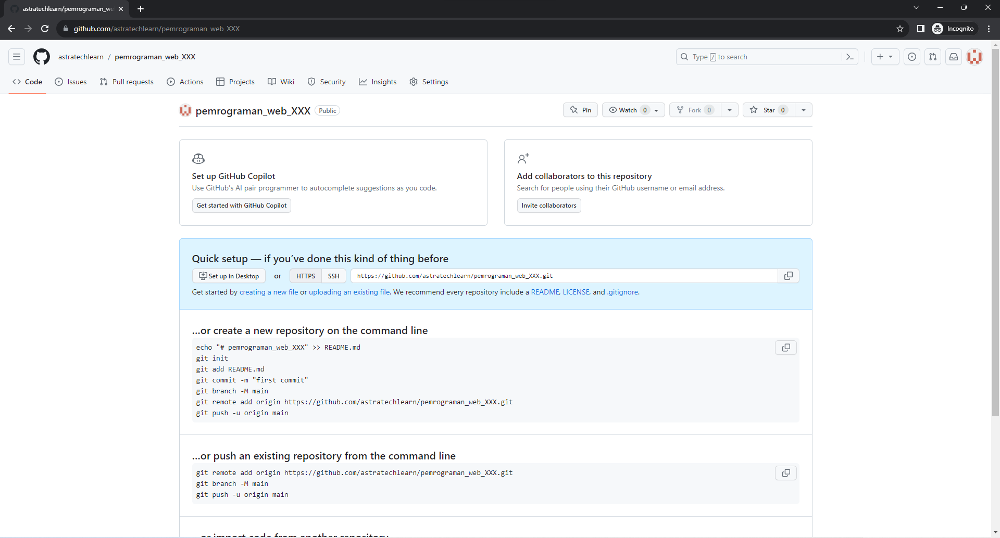 astratechlearn/pemrograman_we
github.com/astratechlearn/pemrograman_web_XXX
Incognito
astratechlearn / pemrograman_web_XXX
Type / to search
Code Issues Pull requests Actions Projects Wiki Security Insights Settings
pemrograman_web_XXX Public
Pin Watch 0 Fork 0 Star 0
Set up GitHub Copilot
Use GitHub's AI pair programmer to autocomplete suggestions as you code.
Get started with GitHub Copilot
Add collaborators to this repository
Search for people using their GitHub username or email address.
Invite collaborators
Quick setup — if you’ve done this kind of thing before
Set up in Desktop or HTTPS SSH https://github.com/astratechlearn/pemrograman_web_XXX.git
Get started by creating a new file or uploading an existing file. We recommend every repository include a README, LICENSE, and .gitignore.
…or create a new repository on the command line
echo "# pemrograman_web_XXX" >> README.md
git init
git add README.md
git commit -m "first commit"
git branch -M main
git remote add origin https://github.com/astratechlearn/pemrograman_web_XXX.git
git push -u origin main
…or push an existing repository from the command line
git remote add origin https://github.com/astratechlearn/pemrograman_web_XXX.git
git branch -M main
git push -u origin main
…or import code from another repository